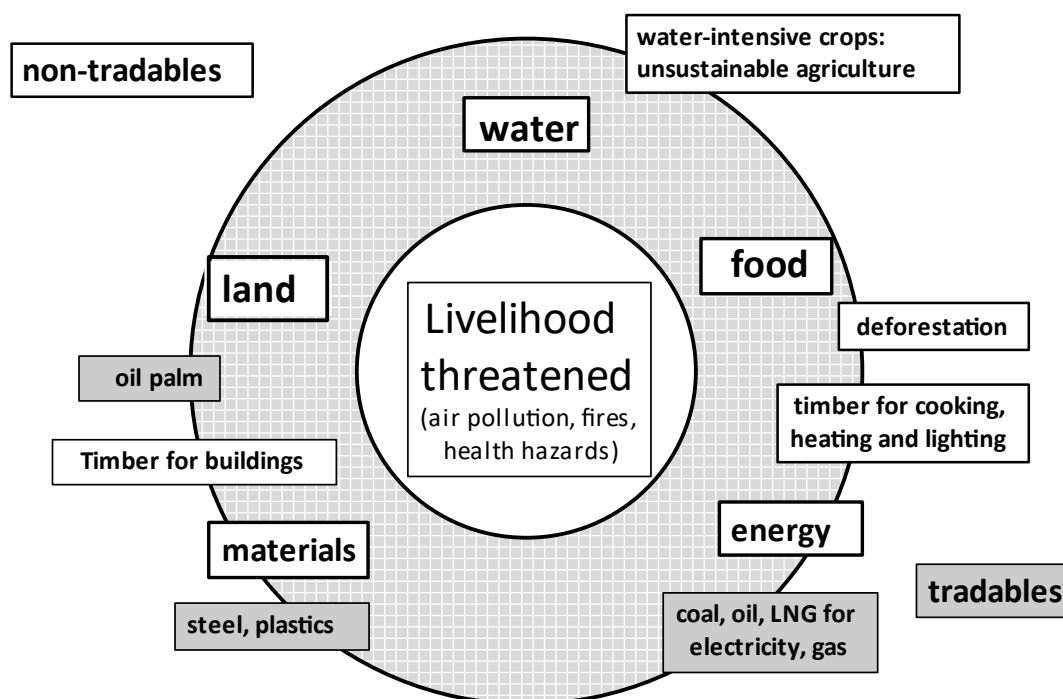 water-intensive crops:
unsustainable agriculture
non-tradables
water
food
land
Livelihood
threatened
(air pollution, fires,
health hazards)
deforestation
oil palm
timber for cooking,
heating and lighting
Timber for buildings
energy
materials
tradables
steel, plastics
coal, oil, LNG for
electricity, gas